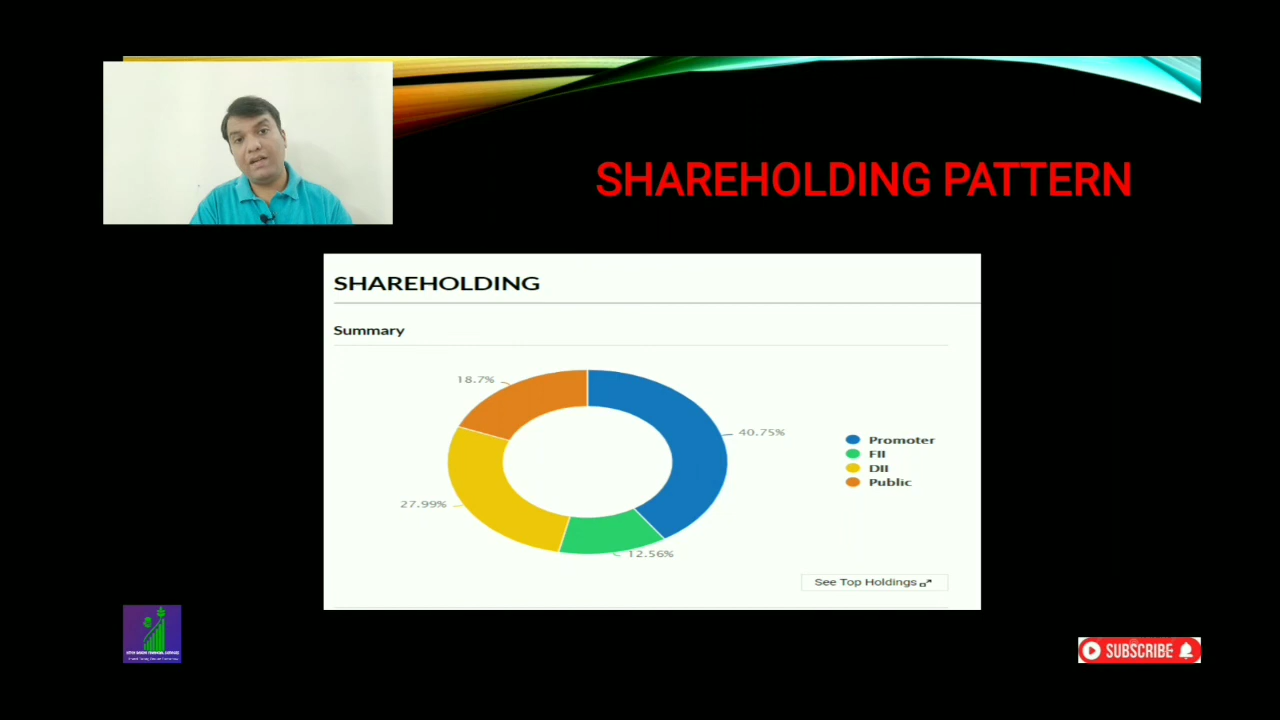 SHAREHOLDING PATTERN
SHAREHOLDING
Summary
18.7%
40.75%
27.99%
12.56%
Promoter
FII
DII
Public
See Top Holdings
SUBSCRIBE